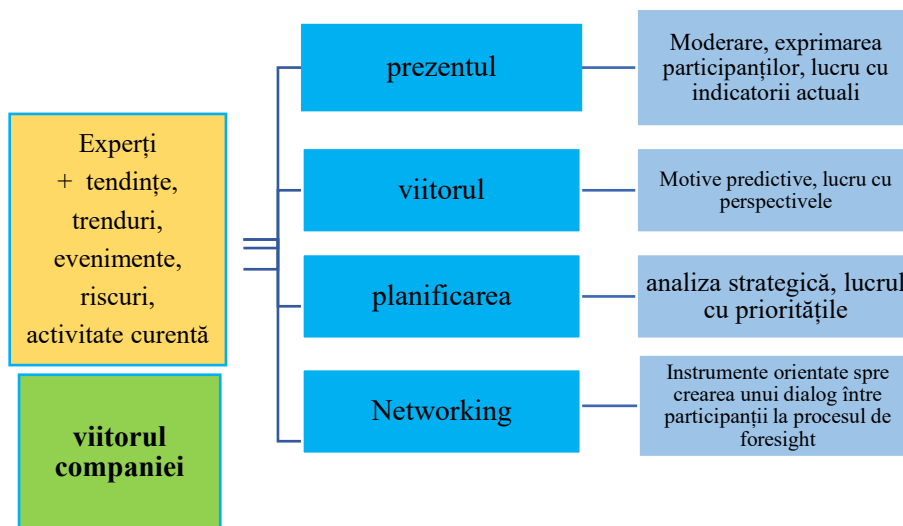 Experți
+ tendințe,
trenduri,
evenimente,
riscuri,
activitate curentă
viitorul
companiei
prezentul
Moderare, exprimarea
participanților, lucru cu
indicatorii actuali
viitorul
Motive predictive, lucru cu
perspectivele
planificarea
analiza strategică, lucrul
cu prioritățile
Networking
Instrumente orientate spre
crearea unui dialog între
participanții la procesul de
foresight